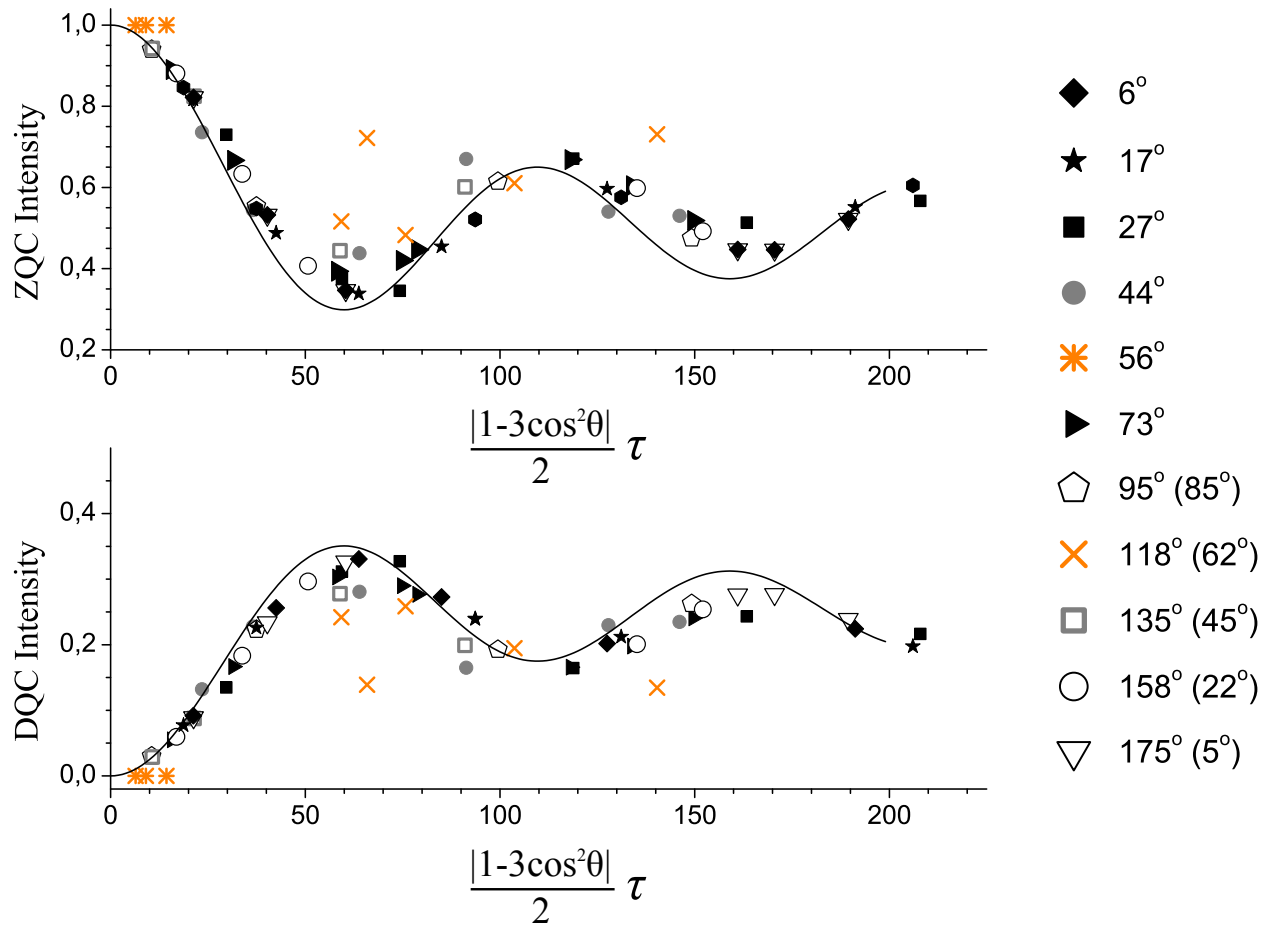 ZQC Intensity
1,0
0,8
0,6
0,4
0,2
0 50 100 150 200
|1-3cos²θ|
2 τ
DQC Intensity
0,4
0,2
0,0
0 50 100 150 200
|1-3cos²θ|
2 τ
6°
17°
27°
44°
56°
73°
95° (85°)
118° (62°)
135° (45°)
158° (22°)
175° (5°)